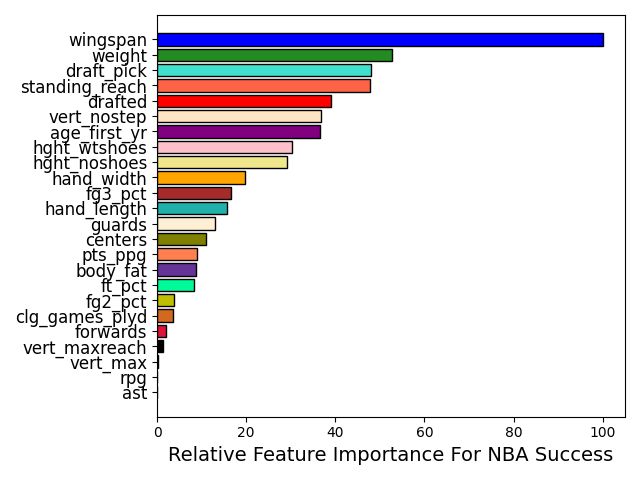 wingspan
weight
draft_pick
standing_reach
drafted
vert_nostep
age_first_yr
hght_wtshoes
hght_noshoes
hand_width
fg3_pct
hand_length
guards
centers
pts_ppg
body_fat
ft_pct
fg2_pct
clg_games_plyd
forwards
vert_maxreach
vert_max
rpg
ast
0 20 40 60 80 100
Relative Feature Importance For NBA Success